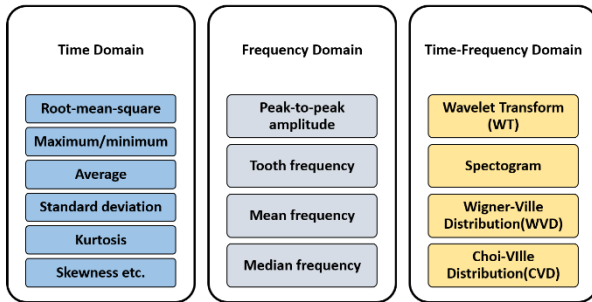 Time Domain
Root-mean-square
Maximum/minimum
Average
Standard deviation
Kurtosis
Skewness etc.
Frequency Domain
Peak-to-peak
amplitude
Tooth frequency
Mean frequency
Median frequency
Time-Frequency Domain
Wavelet Transform
(WT)
Spectogram
Wigner-Ville
Distribution(WVD)
Choi-VIlle
Distribution(CVD)